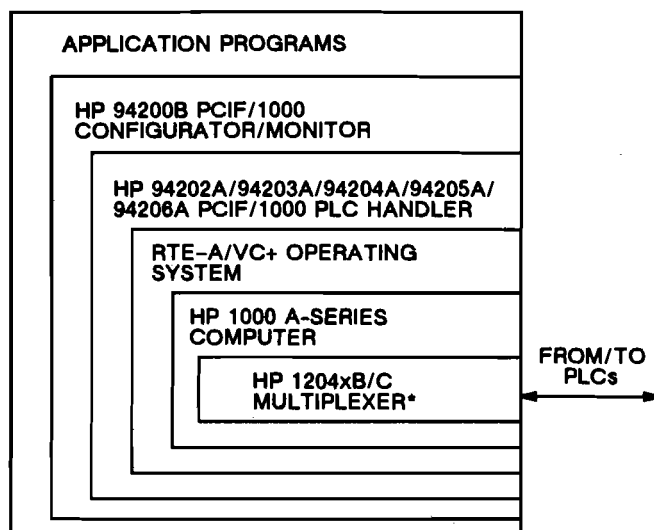 APPLICATION PROGRAMS
HP 94200B PCIF/1000
CONFIGURATOR/MONITOR
HP 94202A/94203A/94204A/94205A/
94206A PCIF/1000 PLC HANDLER
RTE-A/VC+ OPERATING
SYSTEM
HP 1000 A-SERIES
COMPUTER
HP 1204xB/C
MULTIPLEXER*
FROM/TO
PLCs